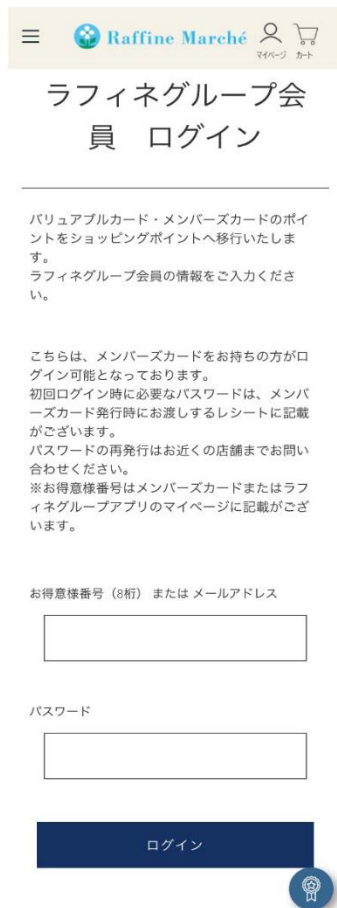 Raffine Marché
マイページ カート
ラフィネグループ会
員　ログイン
バリュアブルカード・メンバーズカードのポイ
ントをショッピングポイントへ移行いたしま
す。
ラフィネグループ会員の情報をご入力くださ
い。
こちらは、メンバーズカードをお持ちの方がロ
グイン可能となっております。
初回ログイン時に必要なパスワードは、メンバ
ーズカード発行時にお渡しするレシートに記載
がございます。
パスワードの再発行はお近くの店舗までお問い
合わせください。
※お得意様番号はメンバーズカードまたはラフ
ィネグループアプリのマイページに記載がござ
います。
お得意様番号（8桁） または メールアドレス
パスワード
ログイン